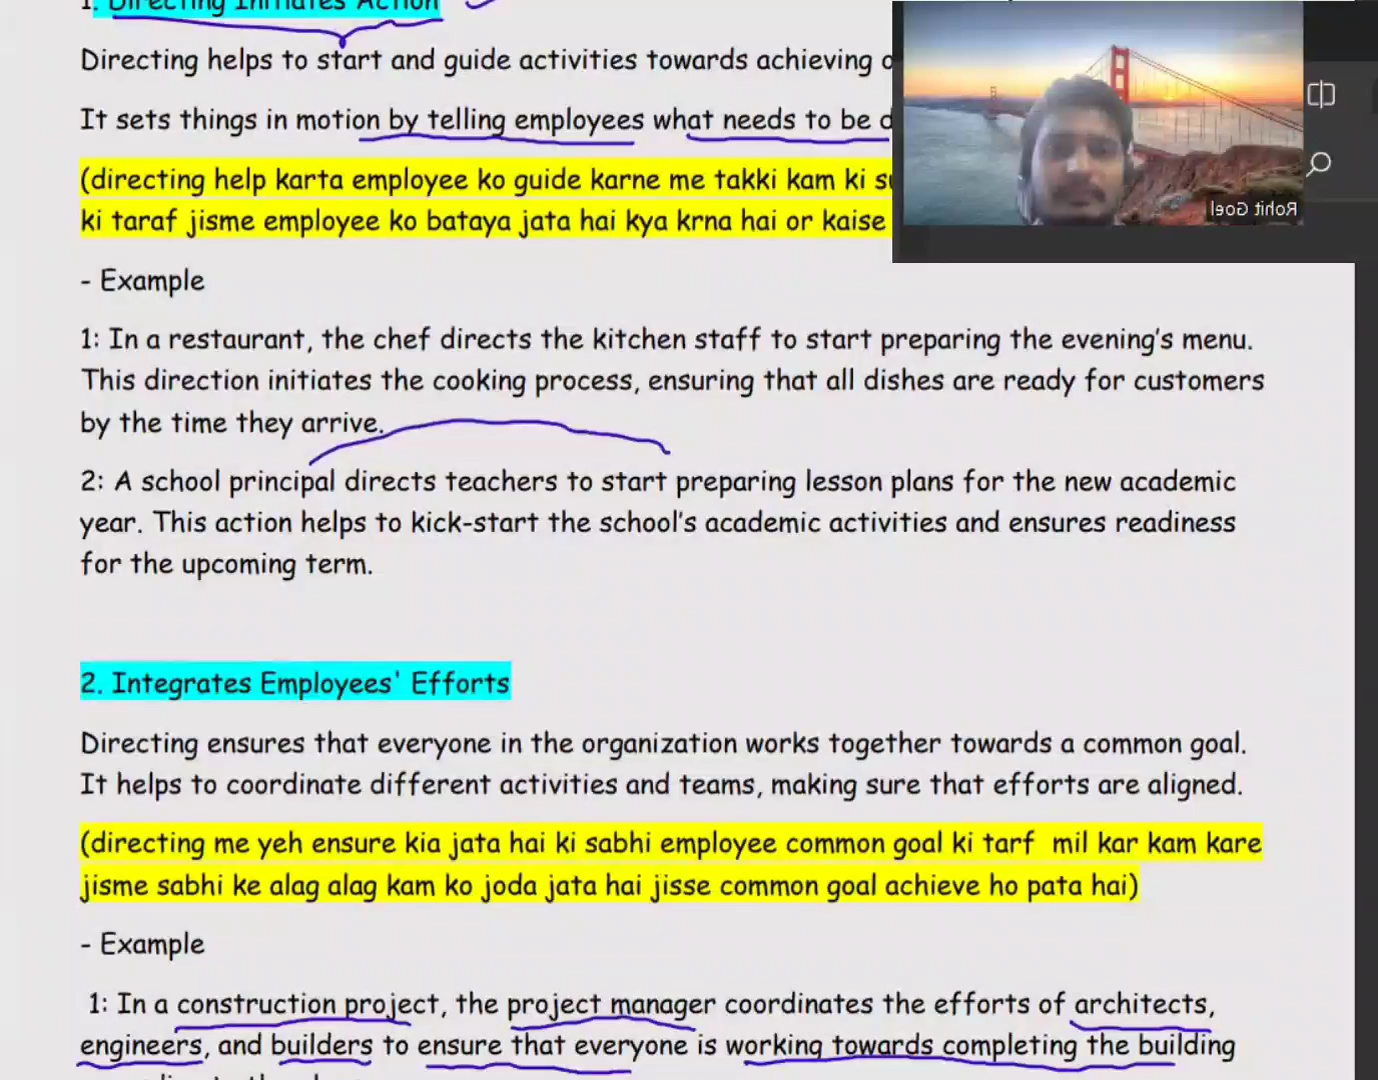 1. Directing Initiates Action
Directing helps to start and guide activities towards achieving
It sets things in motion by telling employees what needs to be
(directing help karta employee ko guide karne me takki kam ki
ki taraf jisme employee ko bataya jata hai kya krna hai or kaise
Rohit Goel
- Example
1: In a restaurant, the chef directs the kitchen staff to start preparing the evening's menu.
This direction initiates the cooking process, ensuring that all dishes are ready for customers
by the time they arrive.
2: A school principal directs teachers to start preparing lesson plans for the new academic
year. This action helps to kick-start the school's academic activities and ensures readiness
for the upcoming term.
2. Integrates Employees' Efforts
Directing ensures that everyone in the organization works together towards a common goal.
It helps to coordinate different activities and teams, making sure that efforts are aligned.
(directing me yeh ensure kia jata hai ki sabhi employee common goal ki tarf mil kar kam kare
jisme sabhi ke alag alag kam ko joda jata hai jisse common goal achieve ho pata hai)
- Example
1: In a construction project, the project manager coordinates the efforts of architects,
engineers, and builders to ensure that everyone is working towards completing the building